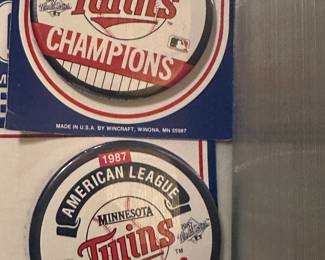 Twins
CHAMPIONS
MADE IN U.S.A. BY WINCRAFT, WINONA, MN 55987
1987
AMERICAN LEAGUE
MINNESOTA
Twins